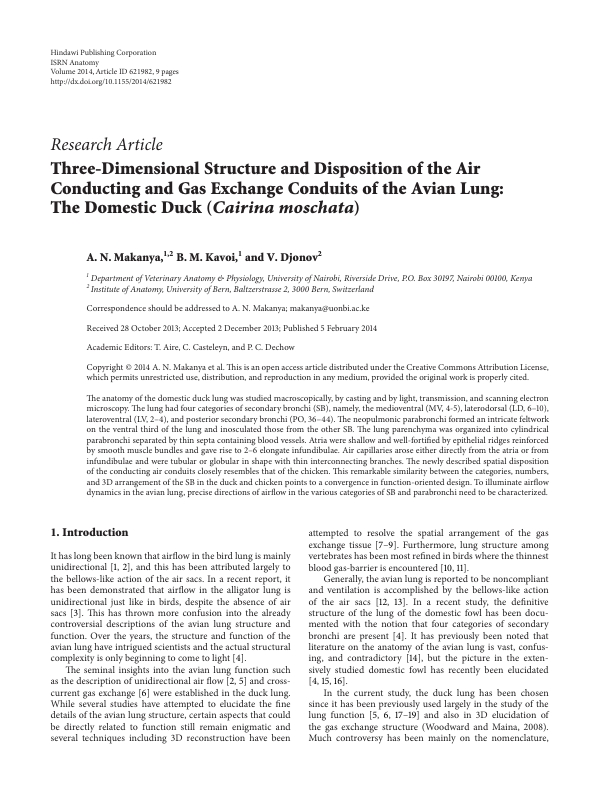 Hindawi Publishing Corporation
ISRN Anatomy
Volume 2014, Article ID 621982, 9 pages
http://dx.doi.org/10.1155/2014/621982
Research Article
Three-Dimensional Structure and Disposition of the Air
Conducting and Gas Exchange Conduits of the Avian Lung:
The Domestic Duck (Cairina moschata)
A. N. Makanya,1,2 B. M. Kavoi,1 and V. Djonov2
1 Department of Veterinary Anatomy & Physiology, University of Nairobi, Riverside Drive, P.O. Box 30197, Nairobi 00100, Kenya
2 Institute of Anatomy, University of Bern, Baltzerstrasse 2, 3000 Bern, Switzerland
Correspondence should be addressed to A. N. Makanya; makanya@uonbi.ac.ke
Received 28 October 2013; Accepted 2 December 2013; Published 5 February 2014
Academic Editors: T. Aire, C. Casteleyn, and P. C. Dechow
Copyright © 2014 A. N. Makanya et al. This is an open access article distributed under the Creative Commons Attribution License,
which permits unrestricted use, distribution, and reproduction in any medium, provided the original work is properly cited.
The anatomy of the domestic duck lung was studied macroscopically, by casting and by light, transmission, and scanning electron
microscopy. The lung had four categories of secondary bronchi (SB), namely, the medioventral (MV, 4-5), laterodorsal (LD, 6–10),
lateroventral (LV, 2–4), and posterior secondary bronchi (PO, 36–44). The neopulmonic parabronchi formed an intricate feltwork
on the ventral third of the lung and inosculated those from the other SB. The lung parenchyma was organized into cylindrical
parabronchi separated by thin septa containing blood vessels. Atria were shallow and well-fortified by epithelial ridges reinforced
by smooth muscle bundles and gave rise to 2–6 elongate infundibulae. Air capillaries arose either directly from the atria or from
infundibulae and were tubular or globular in shape with thin interconnecting branches. The newly described spatial disposition
of the conducting air conduits closely resembles that of the chicken. This remarkable similarity between the categories, numbers,
and 3D arrangement of the SB in the duck and chicken points to a convergence in function-oriented design. To illuminate airflow
dynamics in the avian lung, precise directions of airflow in the various categories of SB and parabronchi need to be characterized.
1. Introduction
It has long been known that airflow in the bird lung is mainly
unidirectional [1, 2], and this has been attributed largely to
the bellows-like action of the air sacs. In a recent report, it
has been demonstrated that airflow in the alligator lung is
unidirectional just like in birds, despite the absence of air
sacs [3]. This has thrown more confusion into the already
controversial descriptions of the avian lung structure and
function. Over the years, the structure and function of the
avian lung have intrigued scientists and the actual structural
complexity is only beginning to come to light [4].
The seminal insights into the avian lung function such
as the description of unidirectional air flow [2, 5] and cross-
current gas exchange [6] were established in the duck lung.
While several studies have attempted to elucidate the fine
details of the avian lung structure, certain aspects that could
be directly related to function still remain enigmatic and
several techniques including 3D reconstruction have been
attempted to resolve the spatial arrangement of the gas
exchange tissue [7–9]. Furthermore, lung structure among
vertebrates has been most refined in birds where the thinnest
blood gas-barrier is encountered [10, 11].
Generally, the avian lung is reported to be noncompliant
and ventilation is accomplished by the bellows-like action
of the air sacs [12, 13]. In a recent study, the definitive
structure of the lung of the domestic fowl has been docu-
mented with the notion that four categories of secondary
bronchi are present [4]. It has previously been noted that
literature on the anatomy of the avian lung is vast, confus-
ing, and contradictory [14], but the picture in the exten-
sively studied domestic fowl has recently been elucidated
[4, 15, 16].
In the current study, the duck lung has been chosen
since it has been previously used largely in the study of the
lung function [5, 6, 17–19] and also in 3D elucidation of
the gas exchange structure (Woodward and Maina, 2008).
Much controversy has been mainly on the nomenclature,